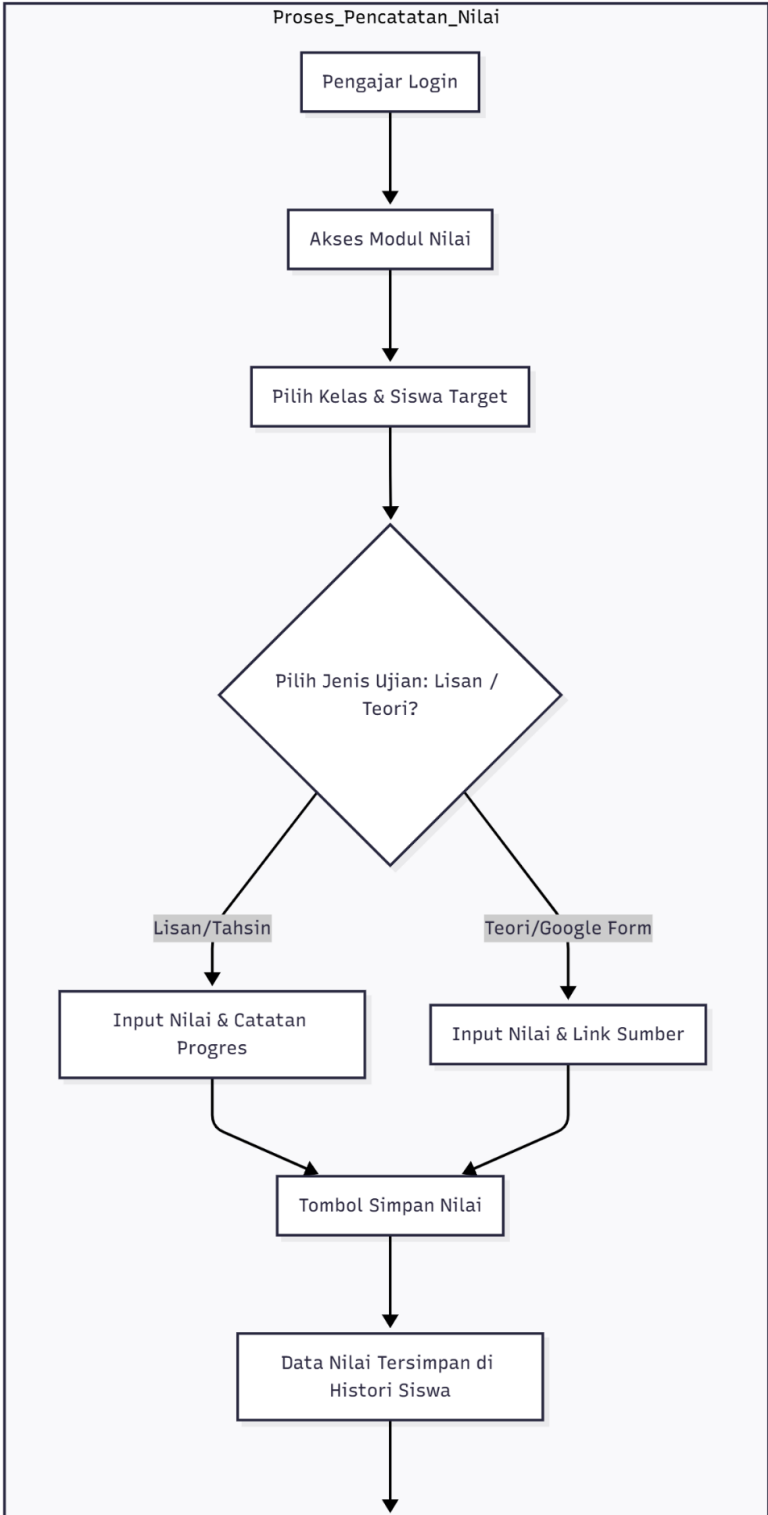 Proses_Pencatatan_Nilai
Pengajar Login
Akses Modul Nilai
Pilih Kelas & Siswa Target
Pilih Jenis Ujian: Lisan /
Teori?
Lisan/Tahsin
Teori/Google Form
Input Nilai & Catatan
Progres
Input Nilai & Link Sumber
Tombol Simpan Nilai
Data Nilai Tersimpan di
Histori Siswa